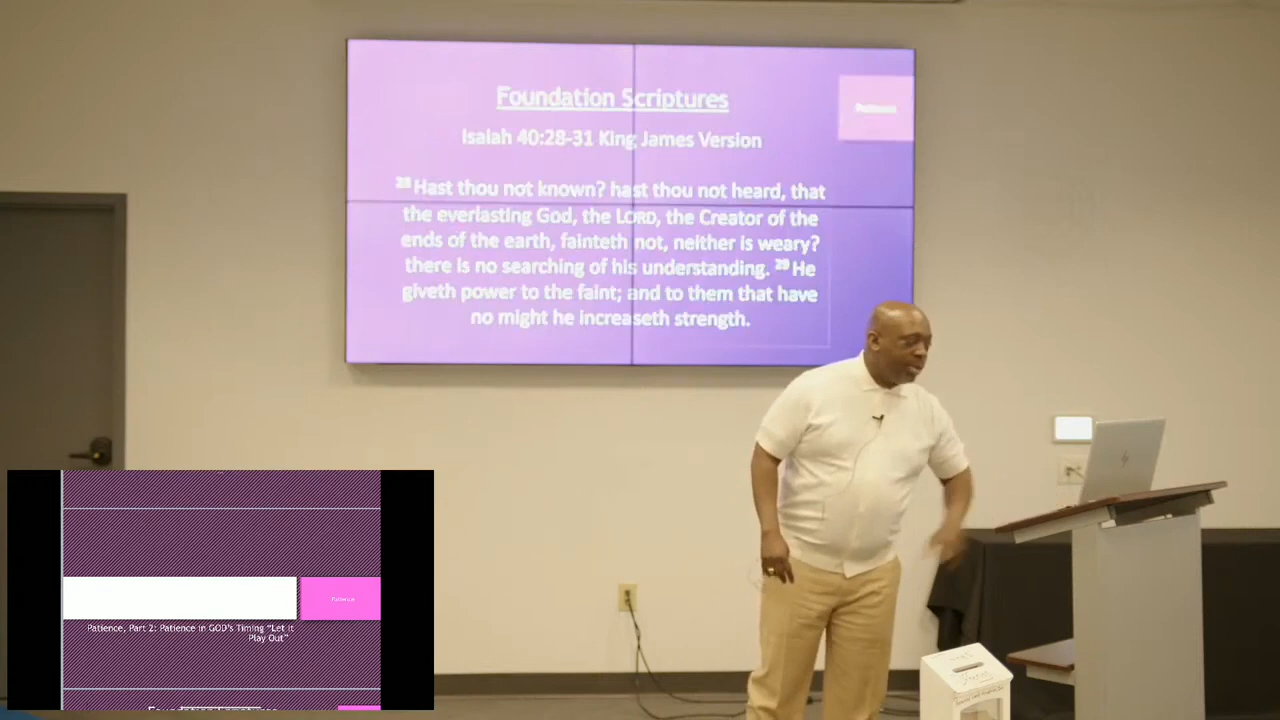 Foundation Scriptures
Patience
Isaiah 40:28-31 King James Version
28 Hast thou not known? hast thou not heard, that
the everlasting God, the LORD, the Creator of the
ends of the earth, fainteth not, neither is weary?
there is no searching of his understanding. 29 He
giveth power to the faint; and to them that have
no might he increaseth strength.
Patience
Patience, Part 2: Patience in GOD's Timing "Let it
Play Out"